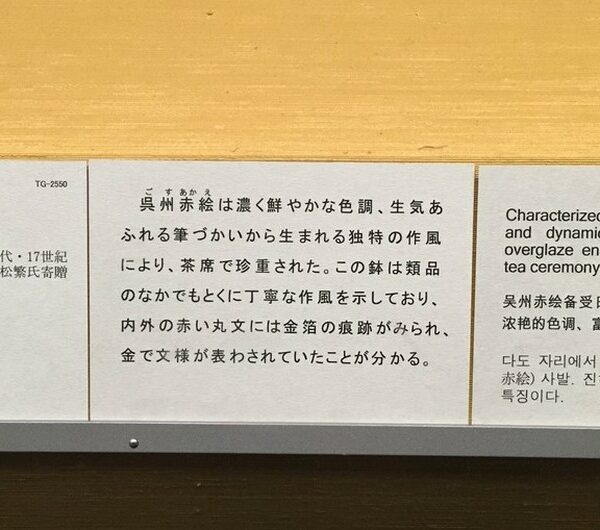 TG-2550
代・17世紀
松繁氏寄贈
ごすあかえ
呉州赤絵は濃く鮮やかな色調、生気あ
ふれる筆づかいから生まれる独特の作風
により、茶席で珍重された。この鉢は類品
のなかでもとくに丁寧な作風を示しており、
内外の赤い丸文には金箔の痕跡がみられ、
金で文様が表わされていたことが分かる。
Characterized
and dynamic
overglaze en
tea ceremony
吴州赤绘备受日
浓艳的色调、富
다도 자리에서
赤絵) 사발. 진하
특징이다.